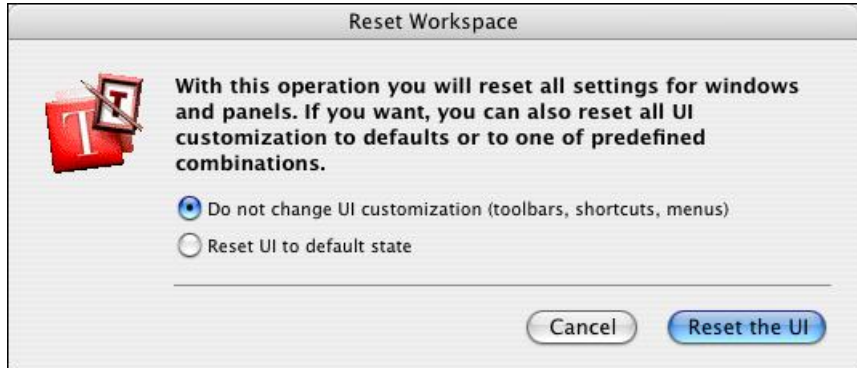 Reset Workspace
With this operation you will reset all settings for windows
and panels. If you want, you can also reset all UI
customization to defaults or to one of predefined
combinations.
Do not change UI customization (toolbars, shortcuts, menus)
Reset UI to default state
Cancel Reset the UI
T
T